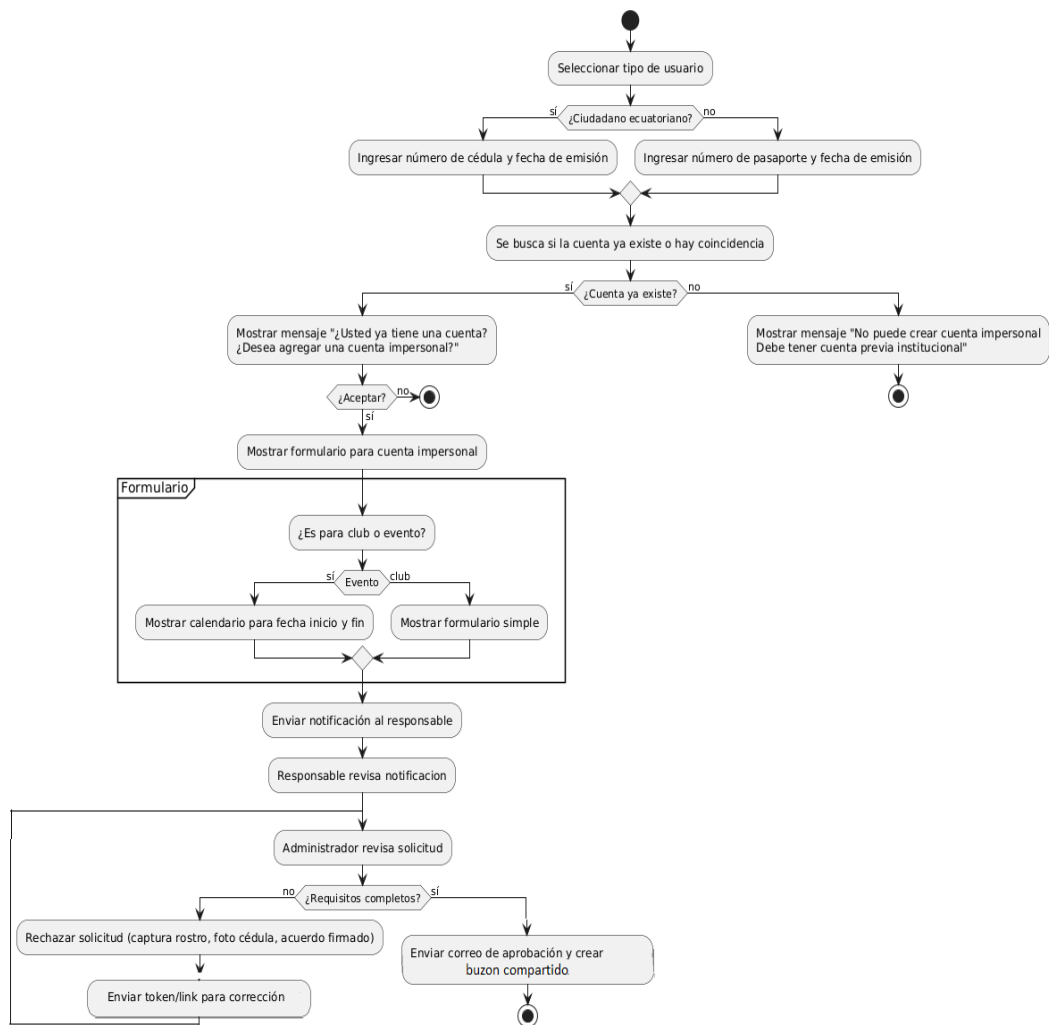 Seleccionar tipo de usuario
sí
¿Ciudadano ecuatoriano?
no
Ingresar número de cédula y fecha de emisión
Ingresar número de pasaporte y fecha de emisión
Se busca si la cuenta ya existe o hay coincidencia
sí
¿Cuenta ya existe?
no
Mostrar mensaje "¿Usted ya tiene una cuenta?
¿Desea agregar una cuenta impersonal?"
Mostrar mensaje "No puede crear cuenta impersonal
Debe tener cuenta previa institucional"
¿Aceptar?
no
sí
Mostrar formulario para cuenta impersonal
Formulario
¿Es para club o evento?
sí
Evento
club
Mostrar calendario para fecha inicio y fin
Mostrar formulario simple
Enviar notificación al responsable
Responsable revisa notificacion
Administrador revisa solicitud
no
¿Requisitos completos?
sí
Rechazar solicitud (captura rostro, foto cédula, acuerdo firmado)
Enviar correo de aprobación y crear
buzon compartido
Enviar token/link para corrección